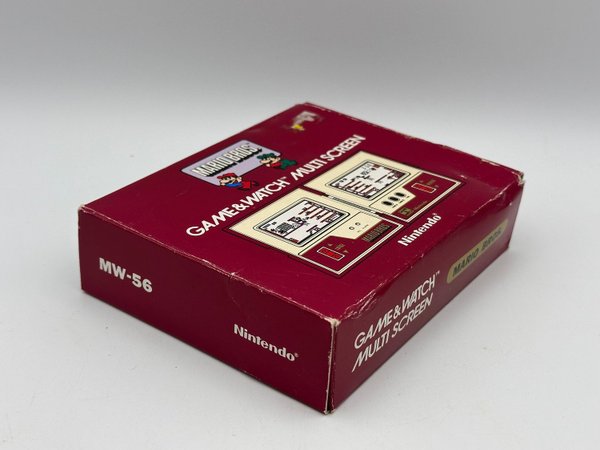 MARIO BROS.
GAME & WATCH™ MULTI SCREEN
Nintendo®
MW-56
Nintendo®
GAME & WATCH™
MULTI SCREEN
MARIO BROS.